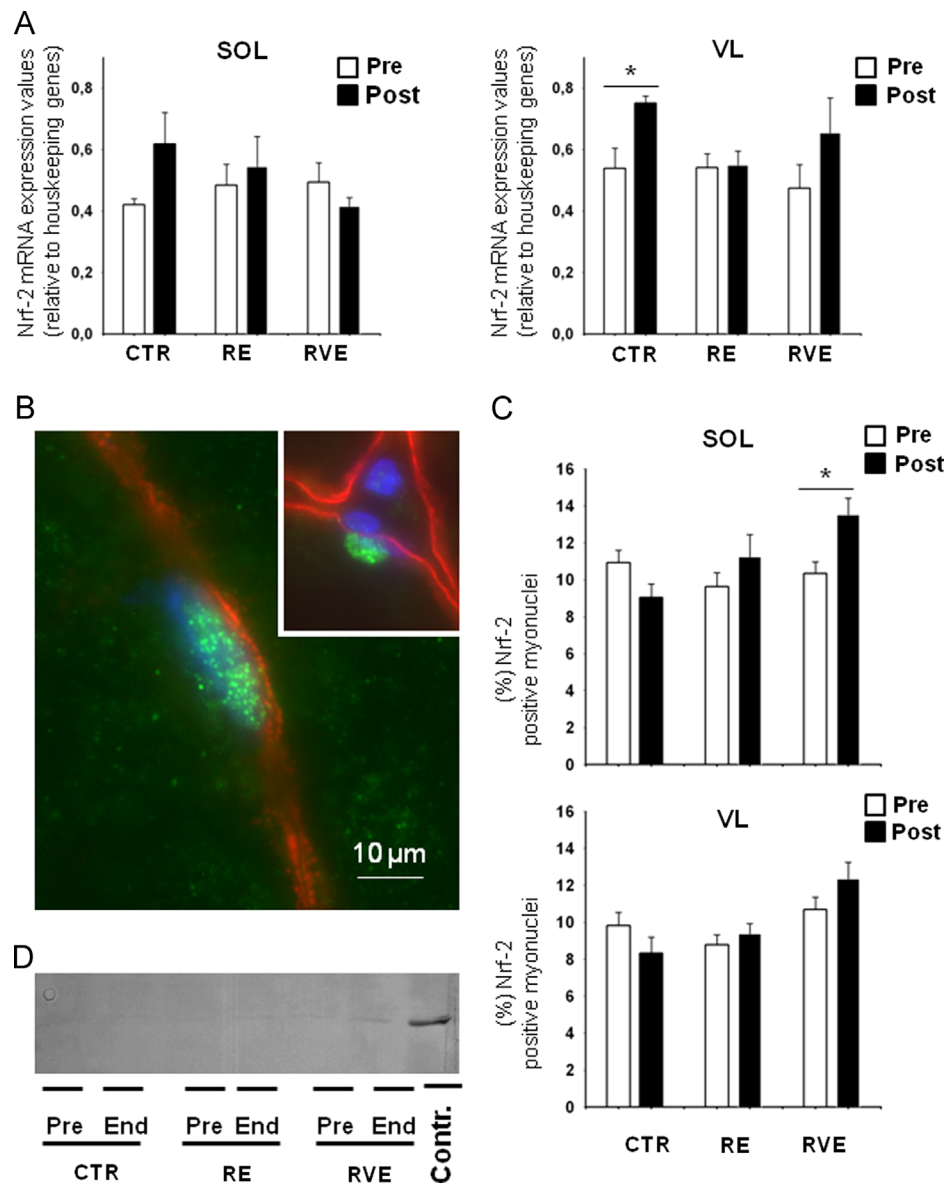 A
SOL
Pre
Post
Nrf-2 mRNA expression values
(relative to houskeeping genes)
0,8
0,6
0,4
0,2
0,0
CTR RE RVE
VL
Pre
Post
*
Nrf-2 mRNA expression values
(relative to houskeeping genes)
0,8
0,6
0,4
0,2
0,0
CTR RE RVE
B
10 µm
C
SOL
Pre
Post
*
(%) Nrf-2
positive myonuclei
16
14
12
10
8
6
4
2
0
VL
Pre
Post
(%) Nrf-2
positive myonuclei
16
14
12
10
8
6
4
2
0
CTR RE RVE
D
Pre End Pre End Pre End Contr.
CTR RE RVE